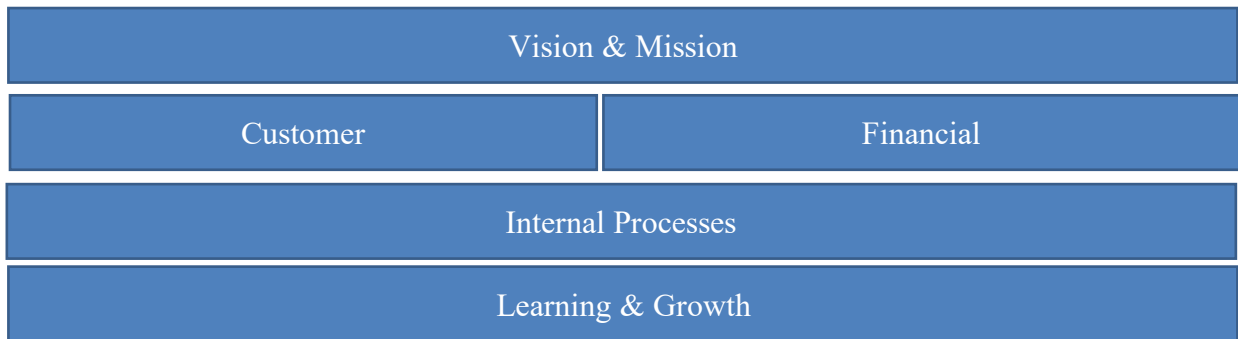 Vision & Mission
Customer
Financial
Internal Processes
Learning & Growth